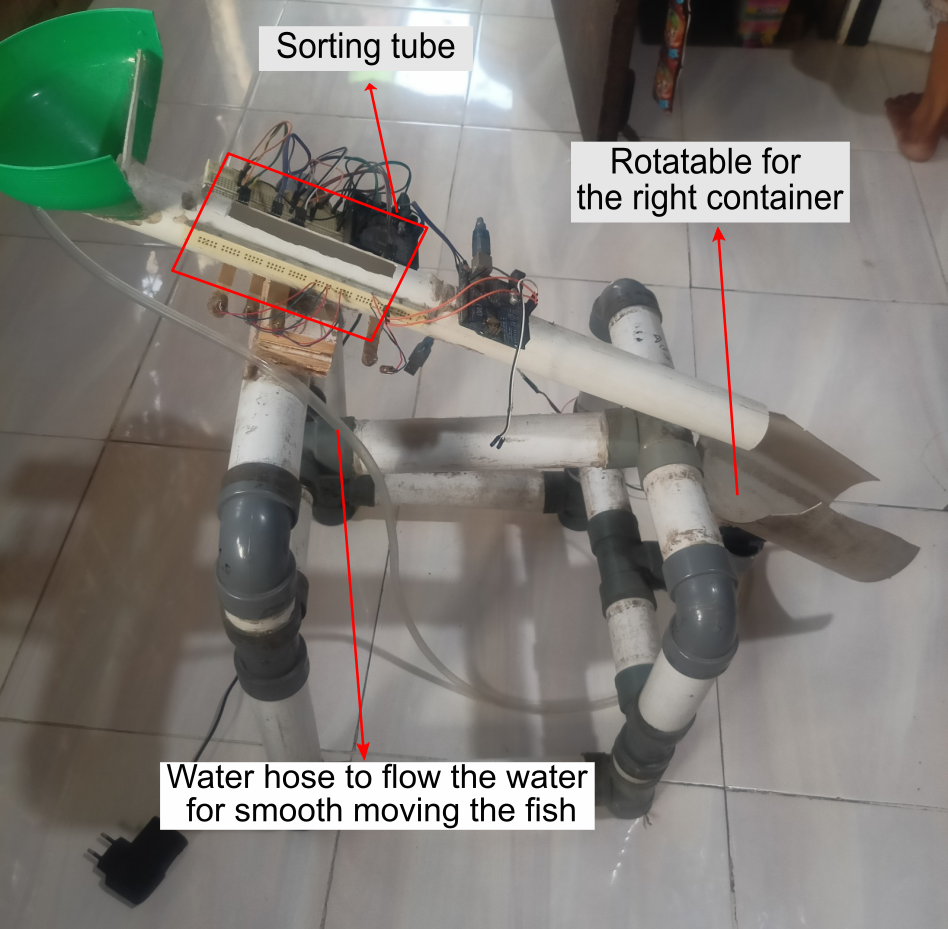 Sorting tube
Rotatable for
the right container
Water hose to flow the water
for smooth moving the fish